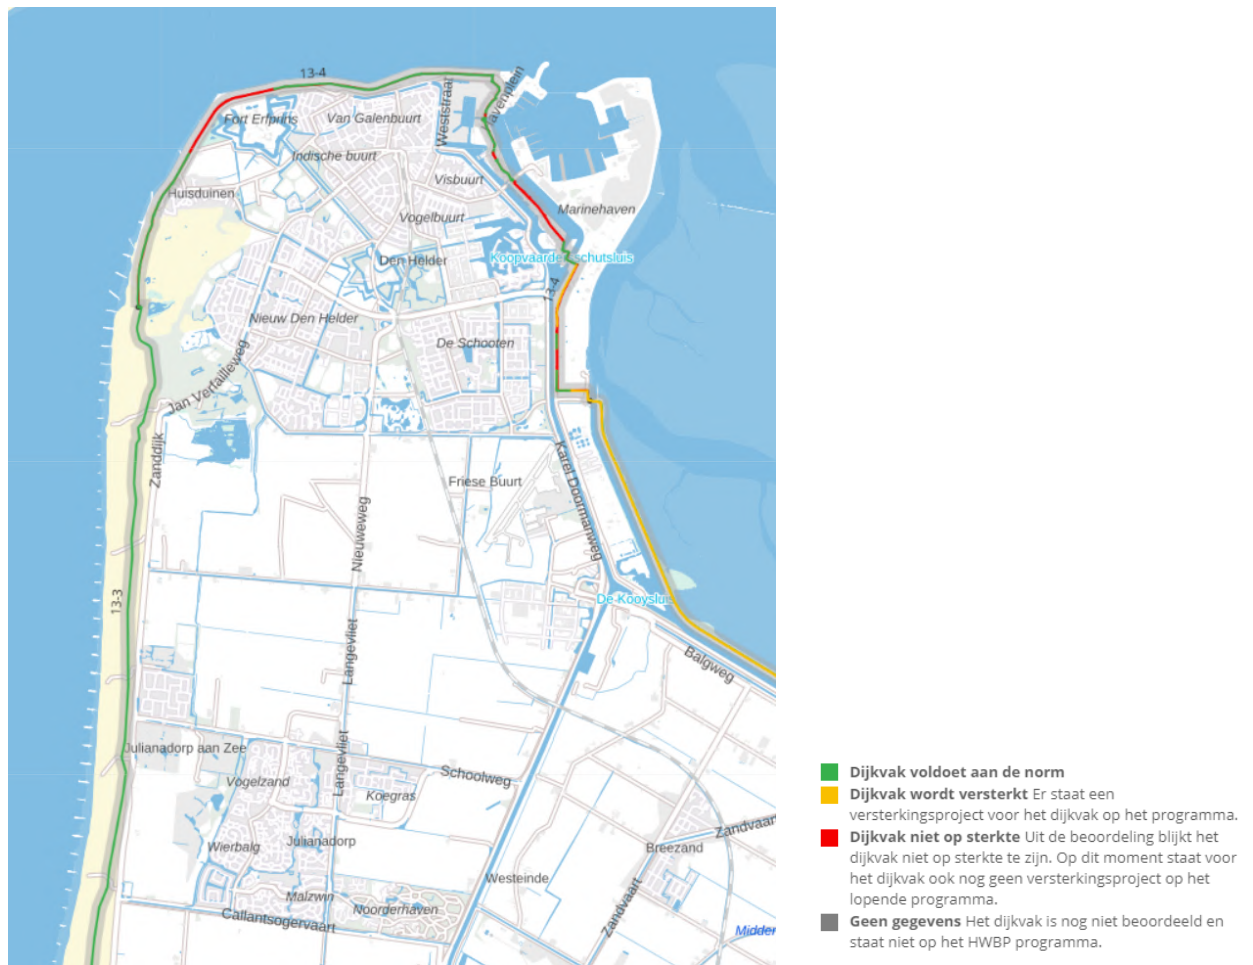 13-4
Weststraat
avenplein
Fort Erfprins
Van Galenbuurt
Indische buurt
Visbuurt
Huisduinen
Marinehaven
Vogelbuurt
Den Helder
Koopvaarde
schutsluis
13-4
Nieuw Den Helder
De Schooten
Jan Verfailleweg
Zanddijk
Karel Doormanweg
Friese Buurt
Nieuweweg
13-3
De Kooyslu
Langevliet
Balgweg
Julianadorp aan Zee
Langevliet
Schoolweg
Vogelzand
Koegras
Zandvaart
Wierbalg
Julianadorp
Breezand
Westeinde
Malzwin
Noorderhaven
Zandvaart
Callantsogervaart
Midden
Dijkvak voldoet aan de norm
Dijkvak wordt versterkt Er staat een
versterkingsproject voor het dijkvak op het programma.
Dijkvak niet op sterkte Uit de beoordeling blijkt het
dijkvak niet op sterkte te zijn. Op dit moment staat voor
het dijkvak ook nog geen versterkingsproject op het
lopende programma.
Geen gegevens Het dijkvak is nog niet beoordeeld en
staat niet op het HWBP programma.